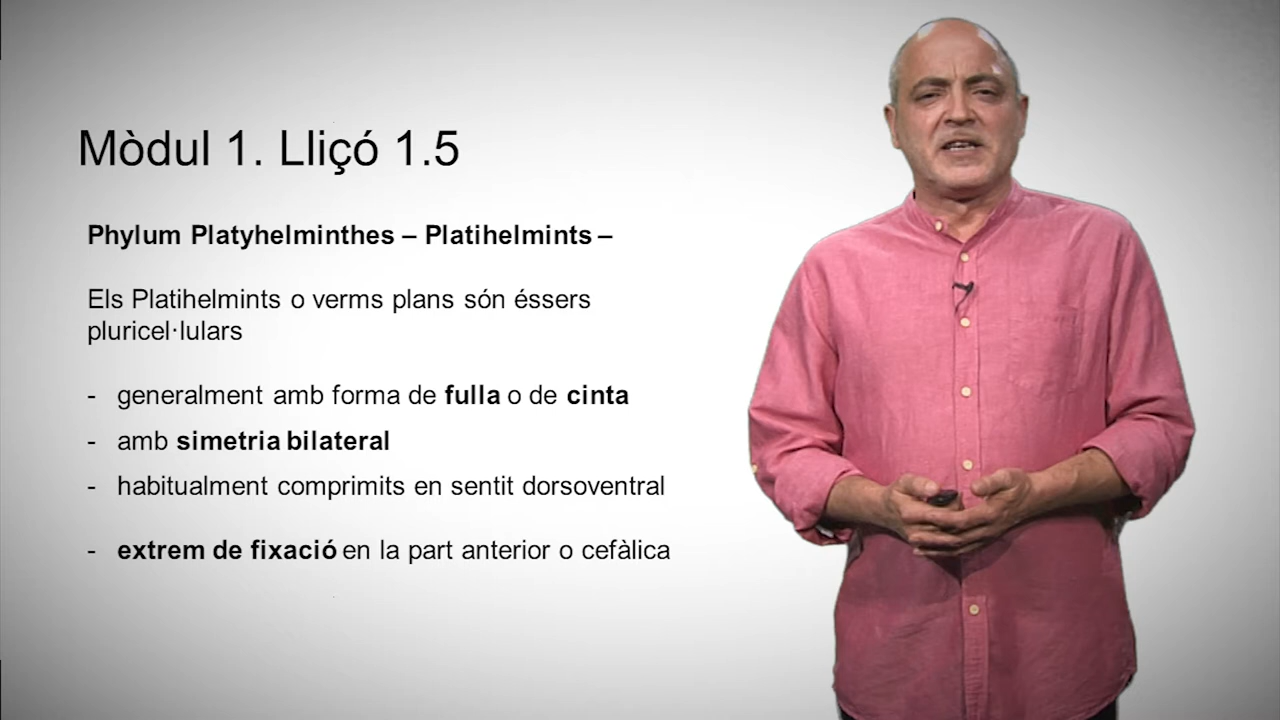 Mòdul 1. Lliçó 1.5
Phylum Platyhelminthes – Platihelmints –
Els Platihelmints o verms plans són éssers
pluricel·lulars
- generalment amb forma de fulla o de cinta
- amb simetria bilateral
- habitualment comprimits en sentit dorsoventral
- extrem de fixació en la part anterior o cefàlica